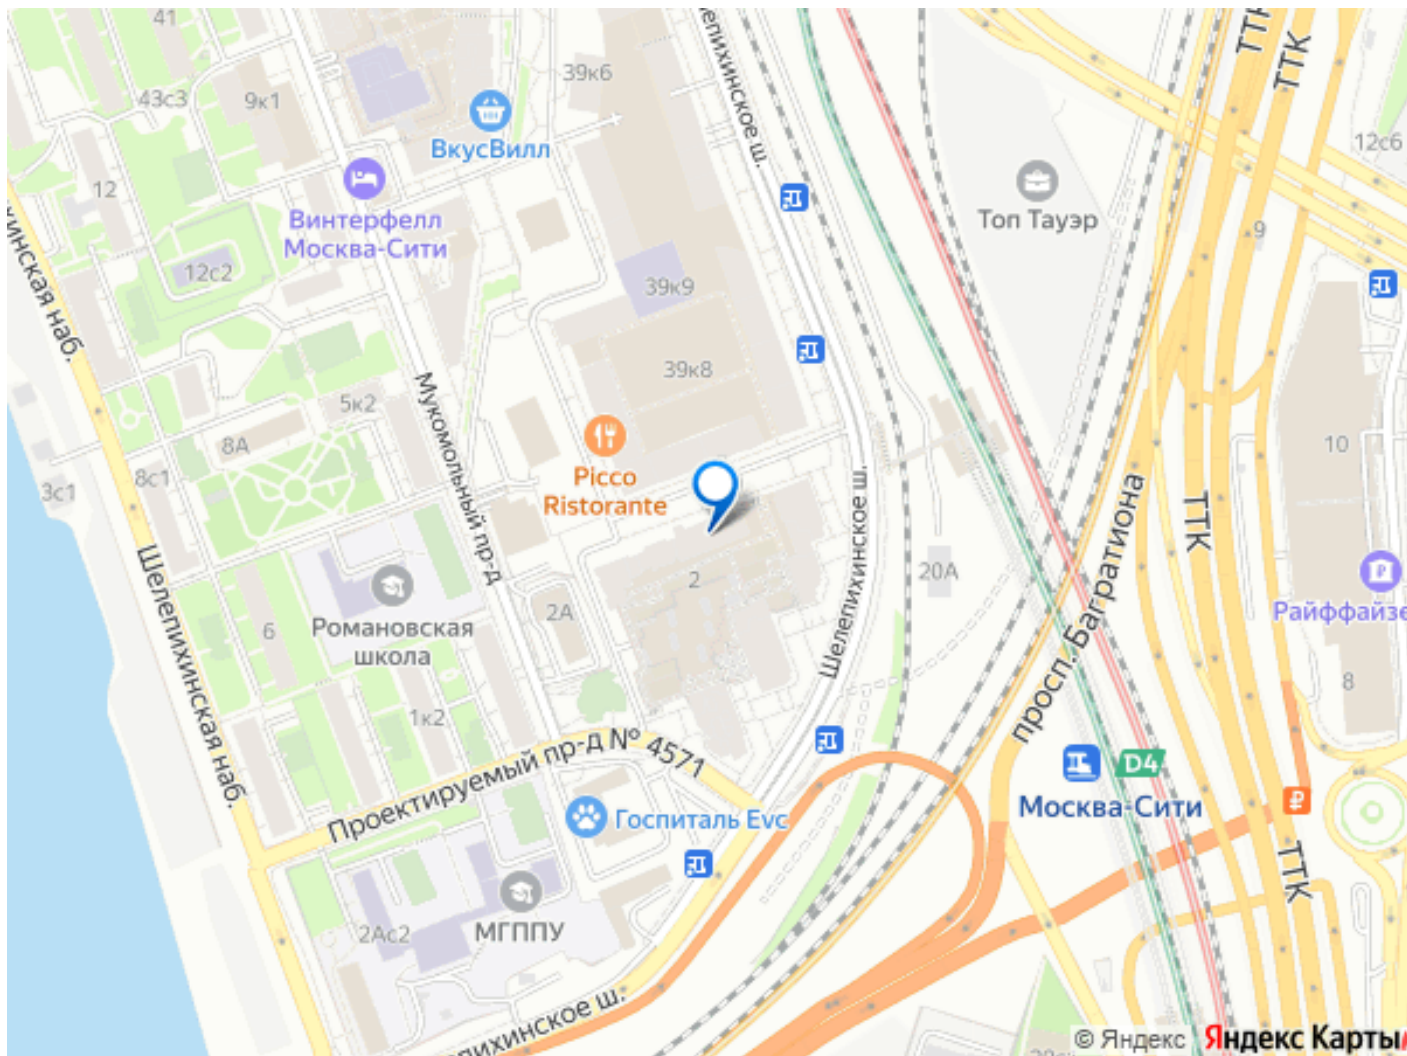 41
43с3
9к1
39к6
ВкусВилл
12
Винтерфелл
Москва-Сити
12с2
39к9
39к8
Топ Тауэр
ТТК
ТТК
12с6
9
10
8
Мукомольный пр-д
5к2
8А
8с1
3с1
Picco
Ristorante
2
2А
20А
Шелепихинское ш.
Шелепихинская наб.
Романовская
школа
6
1к2
Проектируемый пр-д № 4571
Госпиталь Evc
МГППУ
2Ас2
просп. Багратиона
ТТК
Райффайзе
D4
Москва-Сити
ТТК
© Яндекс
Яндекс Карты